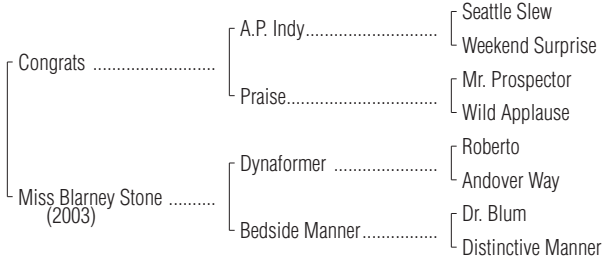 Seattle Slew
A.P. Indy..............................
Weekend Surprise
Congrats ..........................
Mr. Prospector
Praise................................
Wild Applause
Roberto
Dynaformer ......................
Andover Way
Miss Blarney Stone ..........
(2003)
Dr. Blum
Bedside Manner................
Distinctive Manner